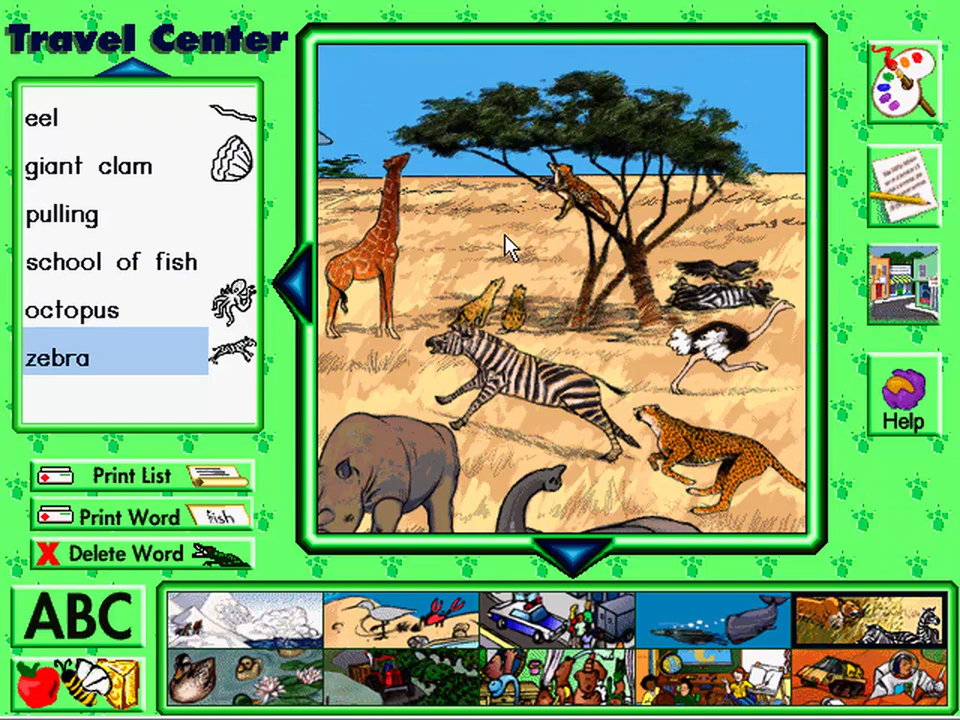 Travel Center
eel
giant clam
pulling
school of fish
octopus
zebra
Print List
Print Word
fish
Delete Word
ABC
Help